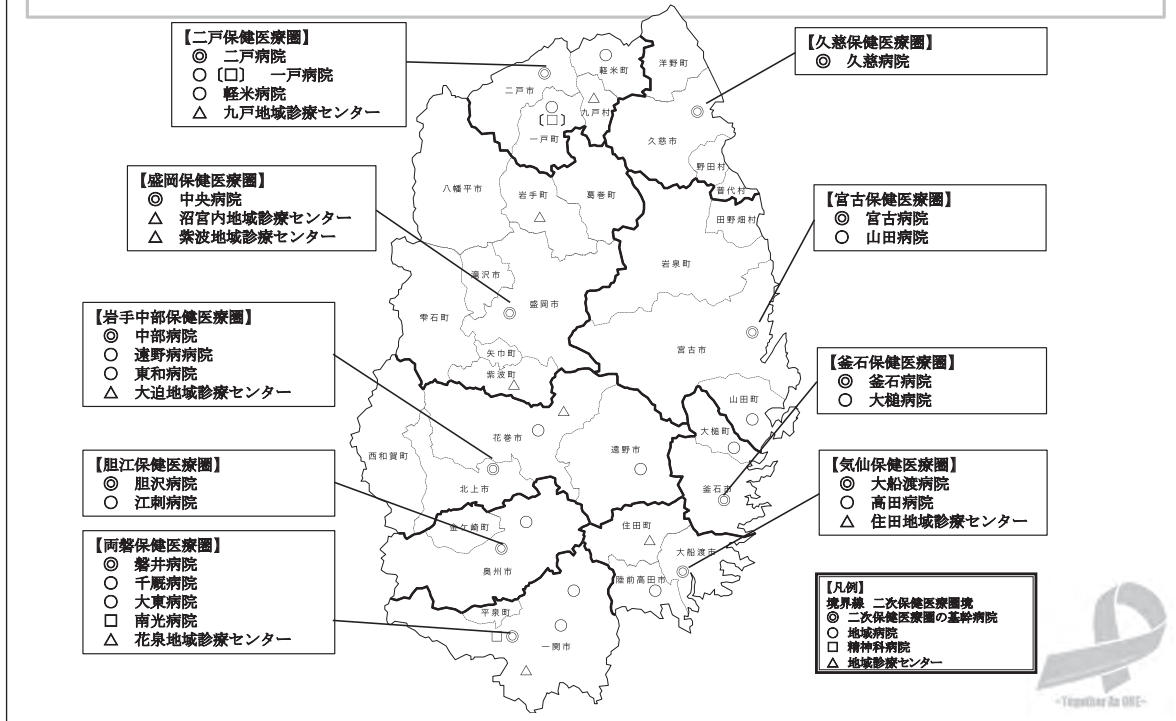 【二戸保健医療圏】
◎ 二戸病院
○〔□〕 一戸病院
○ 軽米病院
△ 九戸地域診療センター
【久慈保健医療圏】
◎ 久慈病院
【盛岡保健医療圏】
◎ 中央病院
△ 沼宮内地域診療センター
△ 紫波地域診療センター
【宮古保健医療圏】
◎ 宮古病院
○ 山田病院
【岩手中部保健医療圏】
◎ 中部病院
○ 遠野病病院
○ 東和病院
△ 大迫地域診療センター
【釜石保健医療圏】
◎ 釜石病院
○ 大槌病院
【胆江保健医療圏】
◎ 胆沢病院
○ 江刺病院
【気仙保健医療圏】
◎ 大船渡病院
○ 高田病院
△ 住田地域診療センター
【両磐保健医療圏】
◎ 磐井病院
○ 千厩病院
○ 大東病院
□ 南光病院
△ 花泉地域診療センター
【凡例】
境界線 二次保健医療圏境
◎ 二次保健医療圏の基幹病院
○ 地域病院
□ 精神科病院
△ 地域診療センター
洋野町
軽米町
二戸市
九戸村
〔□〕
一戸町
久慈市
野田村
普代村
八幡平市
岩手町
葛巻町
田野畑村
岩泉町
滝沢市
盛岡市
雫石町
宮古市
矢巾町
紫波町
山田町
大槌町
花巻市
遠野市
西和賀町
北上市
釜石市
金ケ崎町
住田町
大船渡市
奥州市
陸前高田市
平泉町
一関市
~Together As ONE~